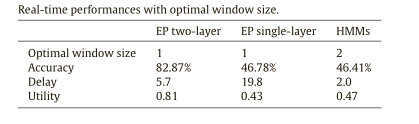 Real-time performances with optimal window size.
EP two-layer EP single-layer HMMs
Optimal window size 1 1 2
Accuracy 82.87% 46.78% 46.41%
Delay 5.7 19.8 2.0
Utility 0.81 0.43 0.47